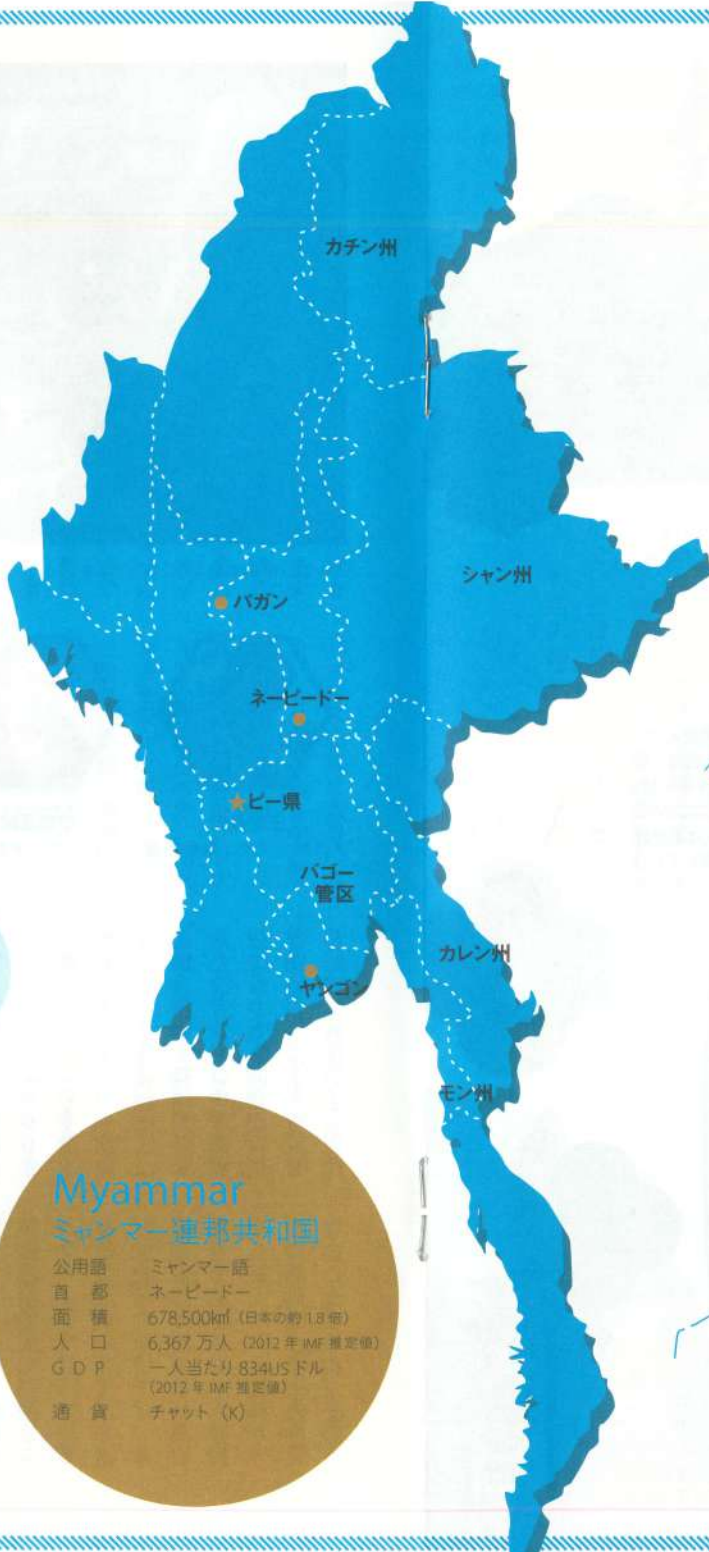 カチン州
シャン州
バガン
ネーピードー
ピー県
バゴー
管区
カレン州
ヤンゴン
モン州
Myammar
ミャンマー連邦共和国
公用語 ミャンマー語
首都 ネーピードー
面積 678,500㎢（日本の約1.8倍）
人口 6,367万人（2012年IMF推定値）
GDP 一人当たり834USドル
（2012年IMF推定値）
通貨 チャット（K）